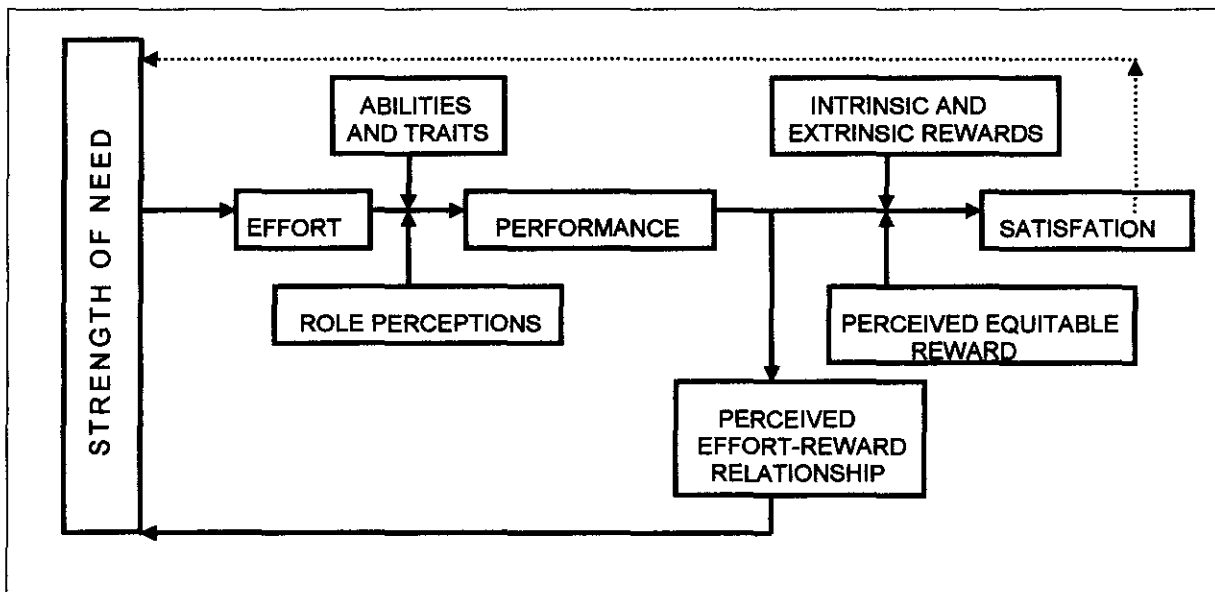 STRENGTH OF NEED
ABILITIES
AND TRAITS
INTRINSIC AND
EXTRINSIC REWARDS
EFFORT
PERFORMANCE
SATISFATION
ROLE PERCEPTIONS
PERCEIVED EQUITABLE
REWARD
PERCEIVED
EFFORT-REWARD
RELATIONSHIP